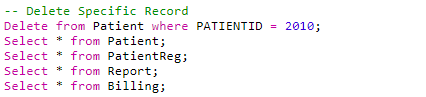 -- Delete Specific Record
Delete from Patient where PATIENTID = 2010;
Select * from Patient;
Select * from PatientReg;
Select * from Report;
Select * from Billing;